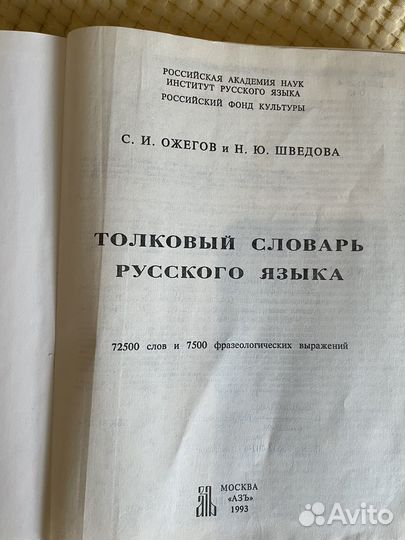 РОССИЙСКАЯ АКАДЕМИЯ НАУК
ИНСТИТУТ РУССКОГО ЯЗЫКА
РОССИЙСКИЙ ФОНД КУЛЬТУРЫ
С. И. ОЖЕГОВ и Н. Ю. ШВЕДОВА
ТОЛКОВЫЙ СЛОВАРЬ
РУССКОГО ЯЗЫКА
72500 слов и 7500 фразеологических выражений
МОСКВА
«АЗЪ»
1993
Avito